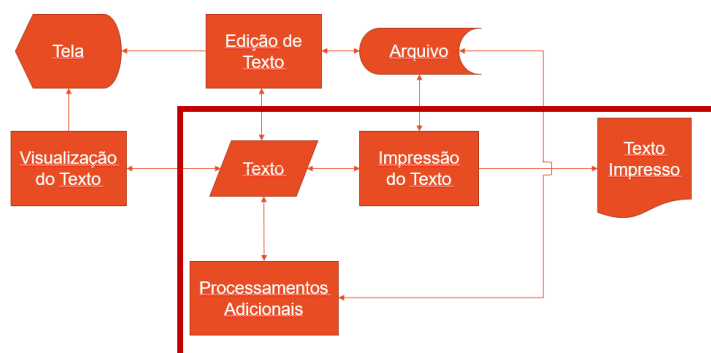 Tela
Edição de
Texto
Arquivo
Visualização
do Texto
Texto
Impressão
do Texto
Texto
Impresso
Processamentos
Adicionais